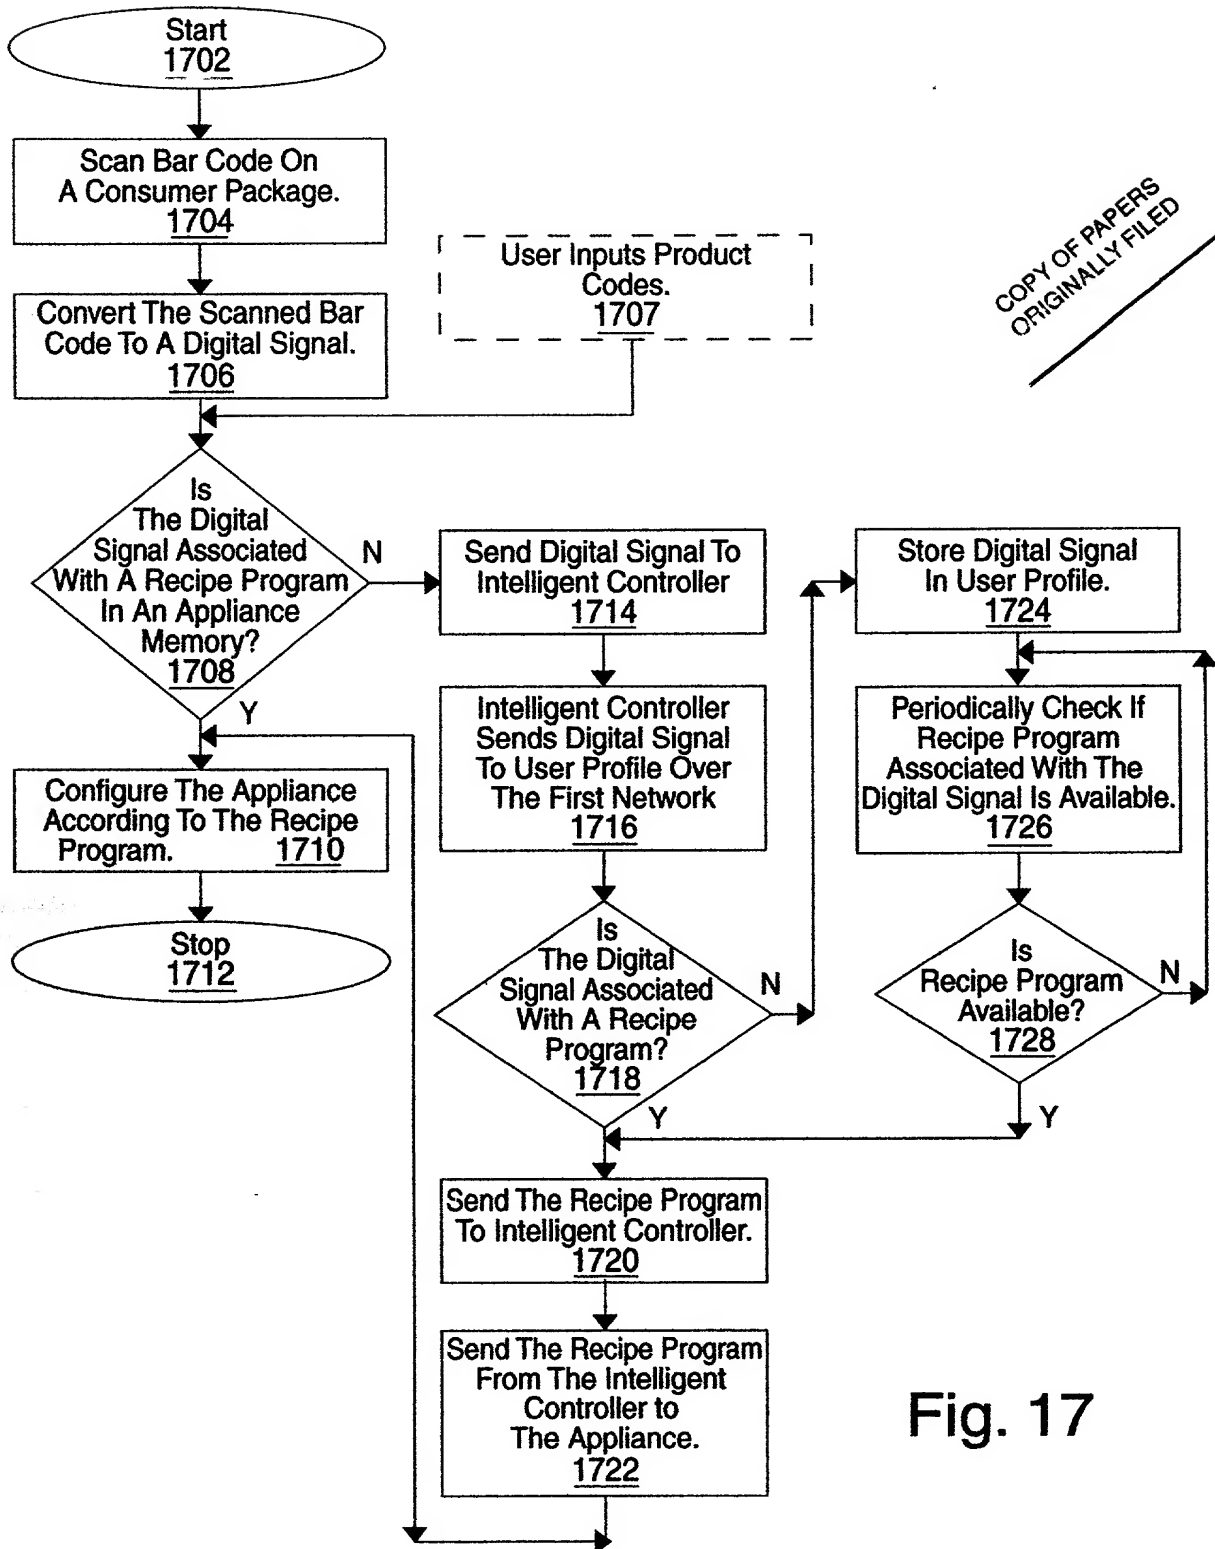 Start
1702
Scan Bar Code On
A Consumer Package.
1704
Convert The Scanned Bar
Code To A Digital Signal.
1706
User Inputs Product
Codes.
1707
COPY OF PAPERS
ORIGINALLY FILED
Is
The Digital
Signal Associated
With A Recipe Program
In An Appliance
Memory?
1708
N
Y
Configure The Appliance
According To The Recipe
Program. 1710
Stop
1712
Send Digital Signal To
Intelligent Controller
1714
Intelligent Controller
Sends Digital Signal
To User Profile Over
The First Network
1716
Is
The Digital
Signal Associated
With A Recipe
Program?
1718
N
Y
Store Digital Signal
In User Profile.
1724
Periodically Check If
Recipe Program
Associated With The
Digital Signal Is Available.
1726
Is
Recipe Program
Available?
1728
N
Y
Send The Recipe Program
To Intelligent Controller.
1720
Send The Recipe Program
From The Intelligent
Controller to
The Appliance.
1722
Fig. 17